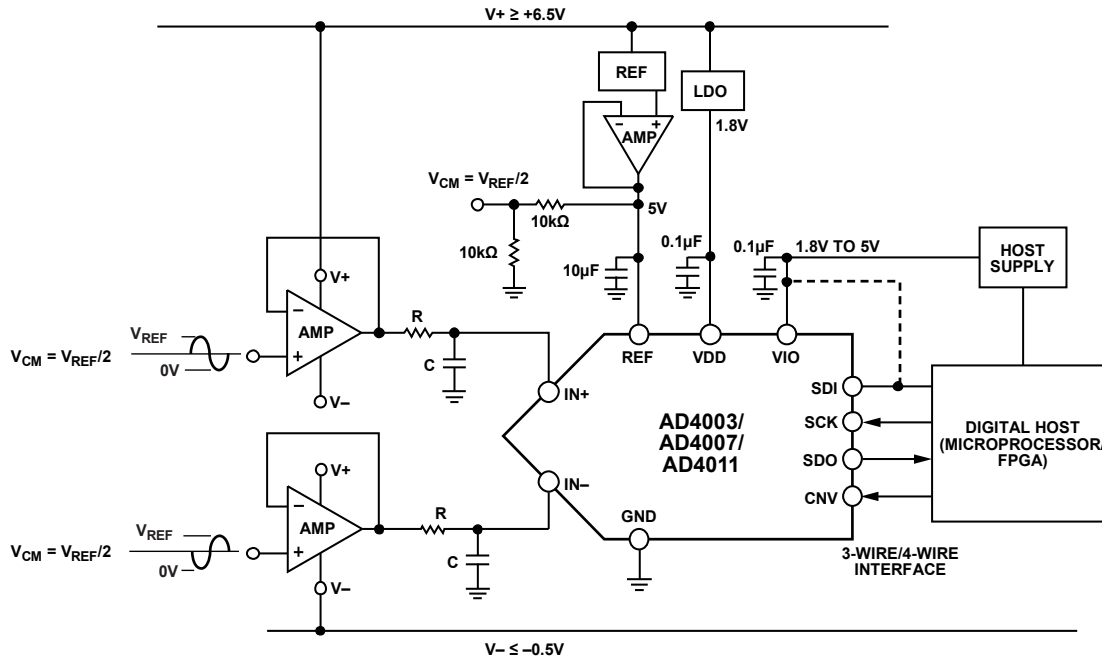 V+ ≥ +6.5V
REF
LDO
1.8V
– +
AMP
V_CM = V_REF/2
5V
10kΩ
10kΩ
10µF
0.1µF
0.1µF
1.8V TO 5V
HOST
SUPPLY
V+
–
AMP
+
V–
V_REF
0V
V_CM = V_REF/2
R
C
REF
VDD
VIO
IN+
IN–
GND
AD4003/
AD4007/
AD4011
SDI
SCK
SDO
CNV
DIGITAL HOST
(MICROPROCESSOR/
FPGA)
3-WIRE/4-WIRE
INTERFACE
V+
–
AMP
+
V–
V_REF
0V
V_CM = V_REF/2
R
C
V– ≤ –0.5V